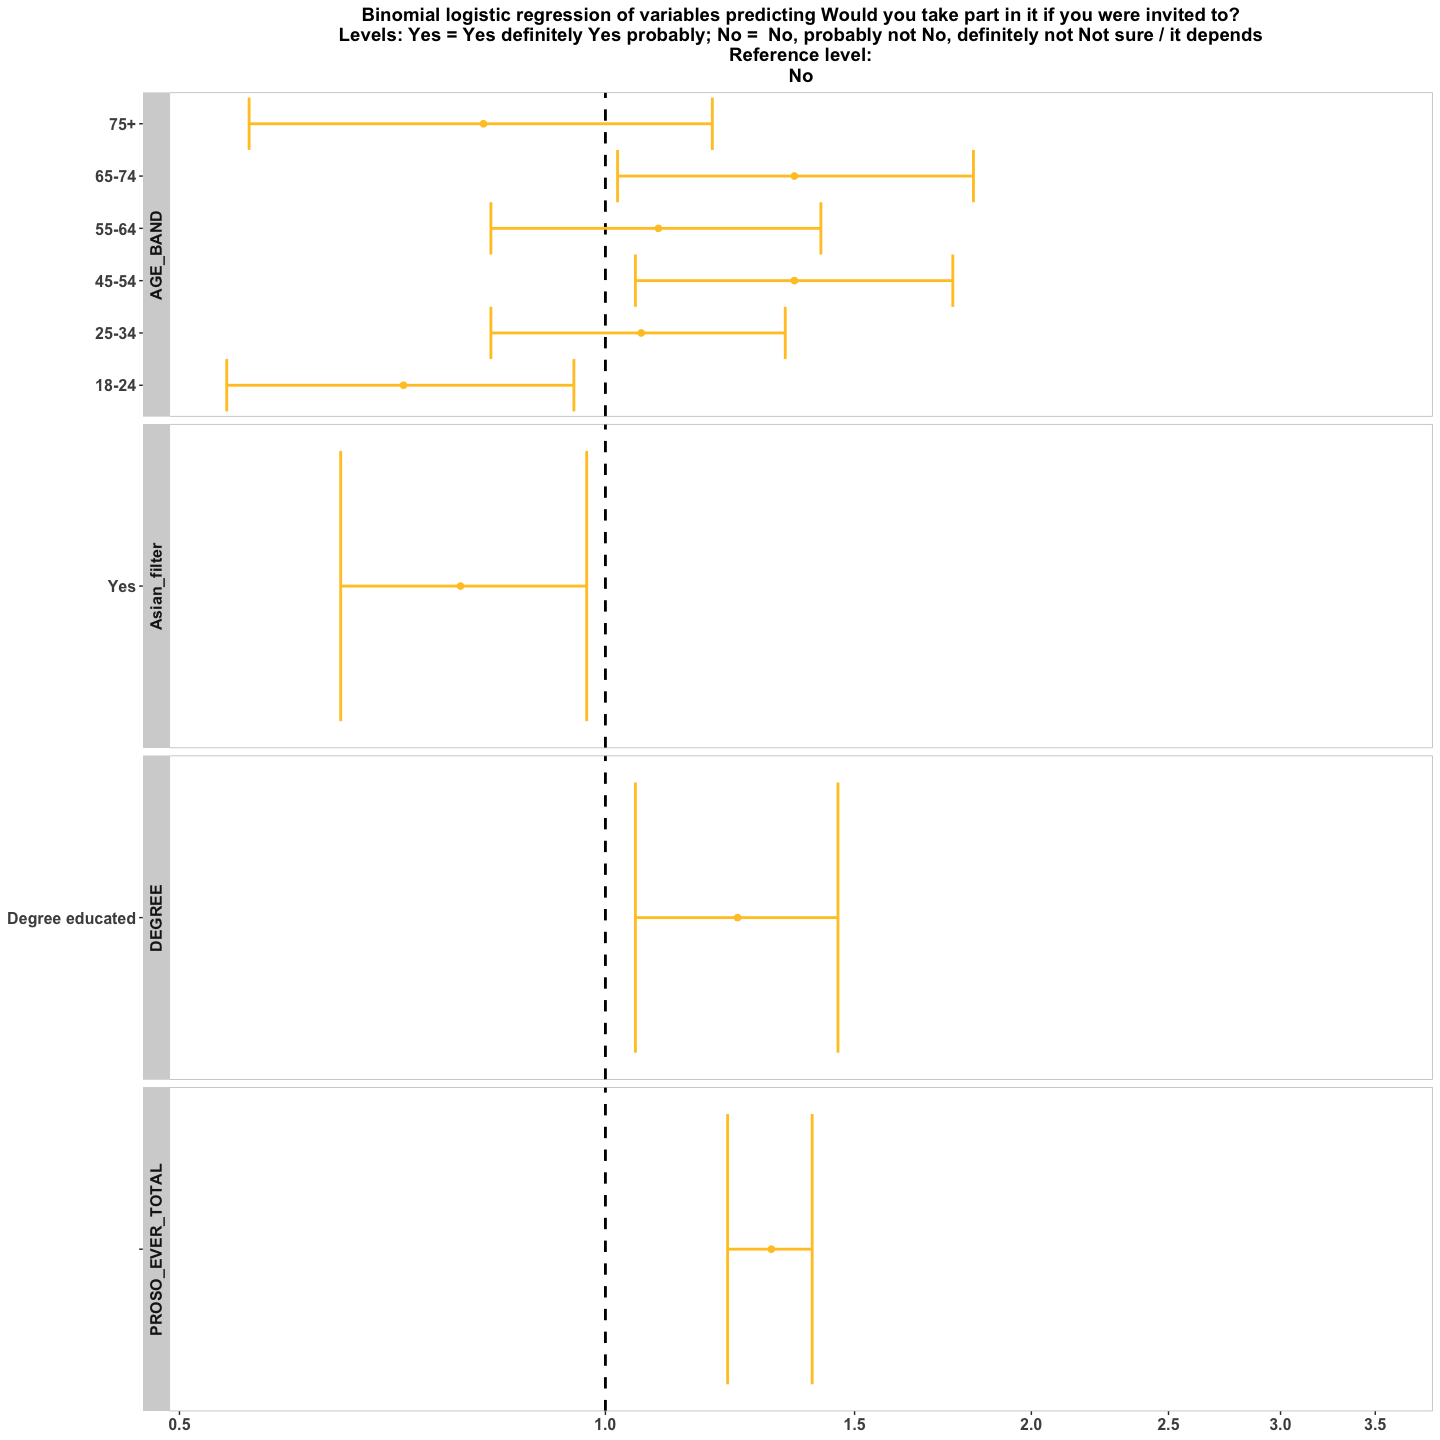 Binomial logistic regression of variables predicting Would you take part in it if you were invited to?
Levels: Yes = Yes definitely Yes probably; No =  No, probably not No, definitely not Not sure / it depends
Reference level:
No
AGE_BAND
75+
65-74
55-64
45-54
25-34
18-24
Asian_filter
Yes
DEGREE
Degree educated
PROSO_EVER_TOTAL
0.5 1.0 1.5 2.0 2.5 3.0 3.5